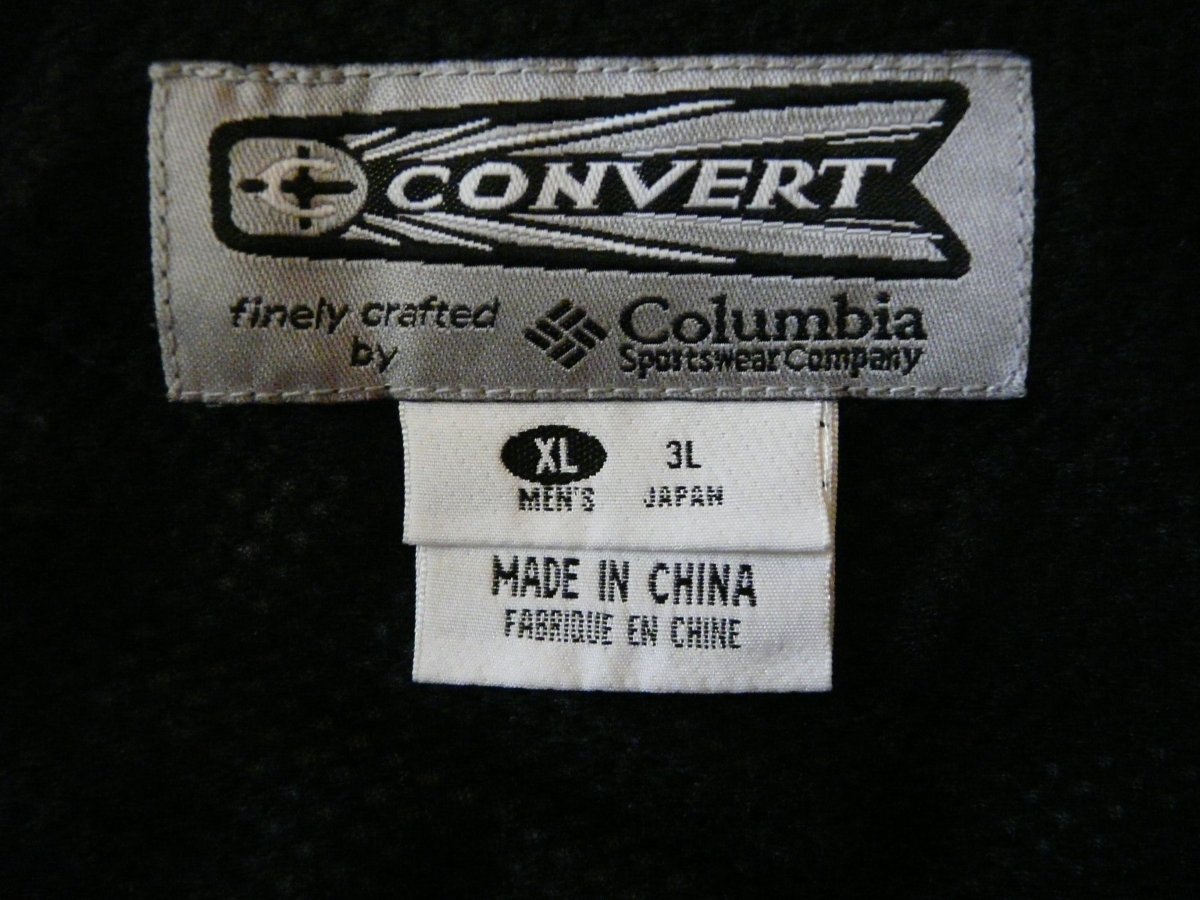 CONVERT
finely crafted
by
Columbia
Sportswear Company
XL 3L
MEN'S JAPAN
MADE IN CHINA
FABRIQUE EN CHINE